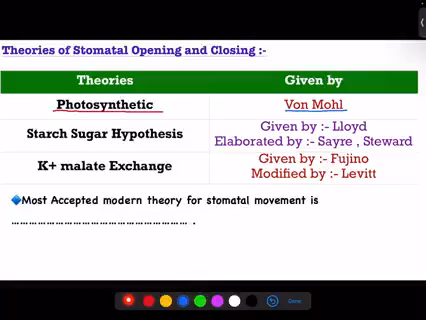 Theories of Stomatal Opening and Closing :-
Theories Given by
Photosynthetic Von Mohl
Starch Sugar Hypothesis Given by :- Lloyd
Elaborated by :- Sayre , Steward
K+ malate Exchange Given by :- Fujino
Modified by :- Levitt
Most Accepted modern theory for stomatal movement is
…………………………………………………… .
Done